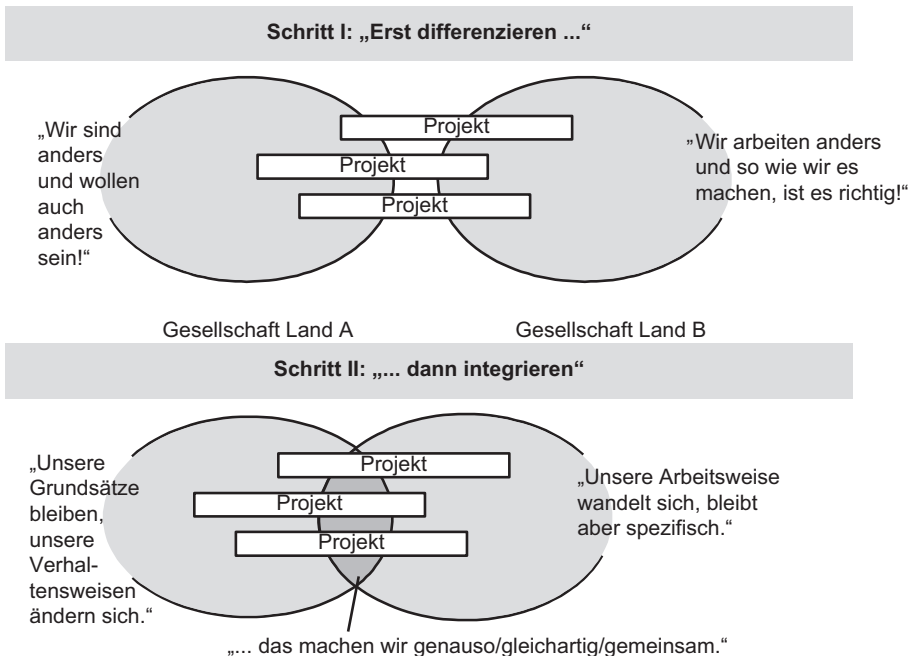 Schritt I: „Erst differenzieren ...“
„Wir sind
anders
und wollen
auch
anders
sein!“
Projekt
Projekt
Projekt
„Wir arbeiten anders
und so wie wir es
machen, ist es richtig!“
Gesellschaft Land A
Gesellschaft Land B
Schritt II: „... dann integrieren“
„Unsere
Grundsätze
bleiben,
unsere
Verhal-
tensweisen
ändern sich.“
Projekt
Projekt
Projekt
„Unsere Arbeitsweise
wandelt sich, bleibt
aber spezifisch.“
„... das machen wir genauso/gleichartig/gemeinsam.“